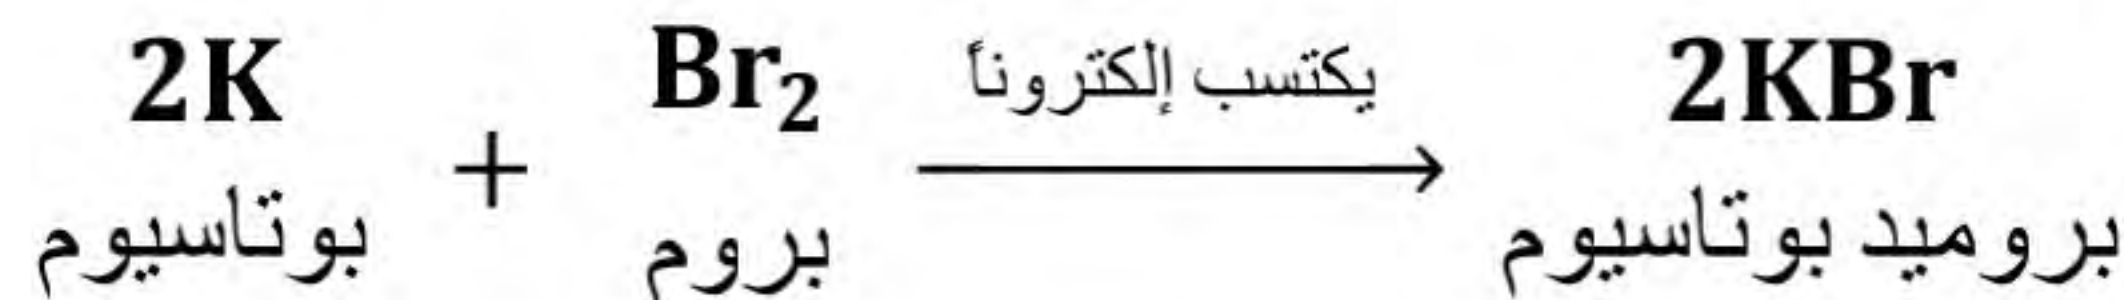 2K + Br₂ يكتسب إلكتروناً ⟶ 2KBr
بوتاسيوم بروم بروميد بوتاسيوم